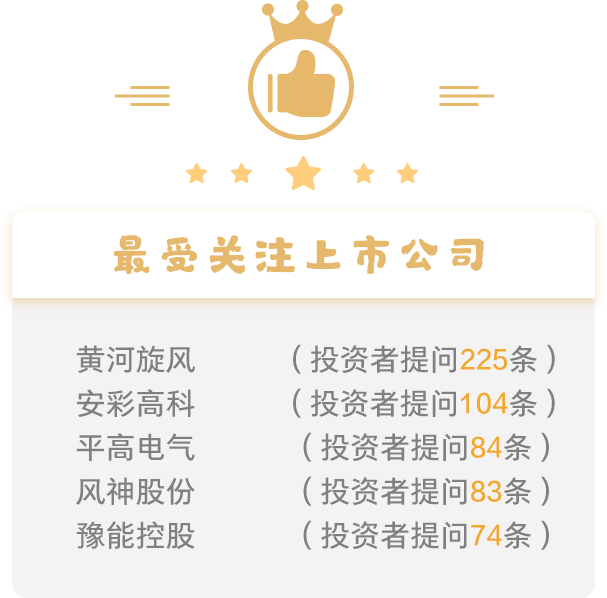 最受关注上市公司
黄河旋风 （投资者提问225条）
安彩高科 （投资者提问104条）
平高电气 （投资者提问84条）
风神股份 （投资者提问83条）
豫能控股 （投资者提问74条）